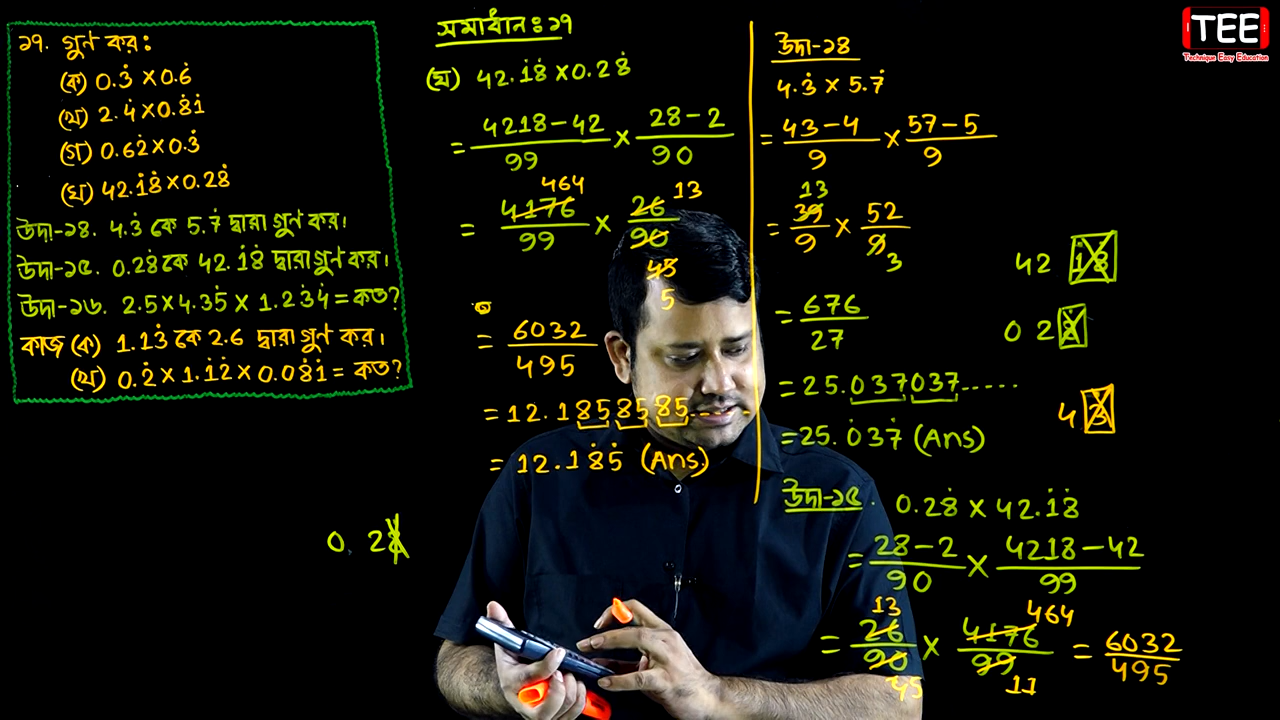 ১৭. গুন কর:
(ক) 0.3̇ × 0.6̇
(খ) 2.4̇ × 0.8̇1̇
(গ) 0.62̇ × 0.3̇
(ঘ) 42.1̇8̇ × 0.28̇
উদা-১৪. 4.3̇ কে 5.7̇ দ্বারা গুন কর।
উদা-১৫. 0.28̇ কে 42.1̇8̇ দ্বারা গুন কর।
উদা-১৬. 2.5 × 4.35̇ × 1.23̇4̇ = কত?
কাজ (ক) 1.13̇ কে 2.6 দ্বারা গুন কর।
(খ) 0.2̇ × 1.1̇2̇ × 0.08̇1̇ = কত?
সমাধান: ১৭
(ঘ) 42.1̇8̇ × 0.28̇
= 4218 - 42 / 99 × 28 - 2 / 90
464 13
= 4176 / 99 × 26 / 90
45
5
= 6032 / 495
= 12.1858585.....
= 12.18̇5̇ (Ans)
0.28
উদা-১৪
4.3̇ × 5.7̇
= 43 - 4 / 9 × 57 - 5 / 9
13
= 39 / 9 × 52 / 9
3
= 676 / 27
= 25.037037.....
= 25.0̇37̇ (Ans)
42 18
0 28
4 3
উদা-১৫. 0.28̇ × 42.1̇8̇
= 28 - 2 / 90 × 4218 - 42 / 99
13 464
= 26 / 90 × 4176 / 99 = 6032 / 495
45 11
TEE
Technique Easy Education